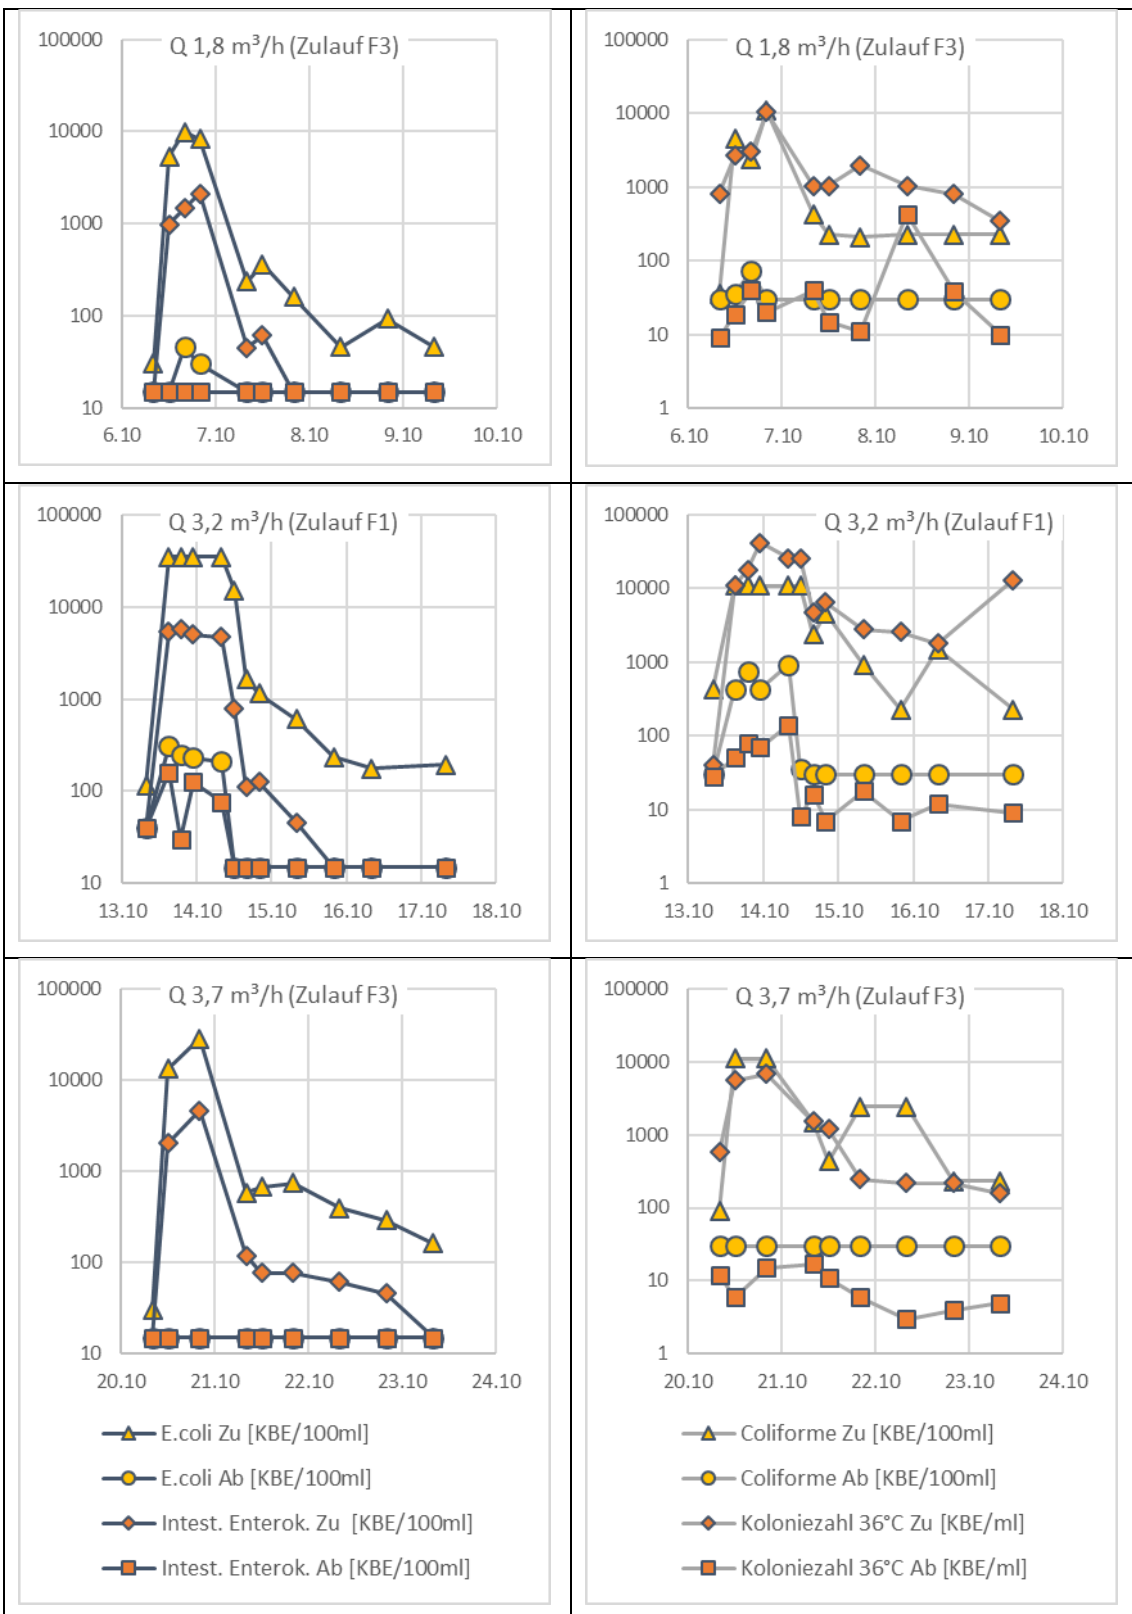 Q 1,8 m³/h (Zulauf F3)
100000
10000
1000
100
10
6.10 7.10 8.10 9.10 10.10
Q 1,8 m³/h (Zulauf F3)
100000
10000
1000
100
10
1
6.10 7.10 8.10 9.10 10.10
Q 3,2 m³/h (Zulauf F1)
100000
10000
1000
100
10
13.10 14.10 15.10 16.10 17.10 18.10
Q 3,2 m³/h (Zulauf F1)
100000
10000
1000
100
10
1
13.10 14.10 15.10 16.10 17.10 18.10
Q 3,7 m³/h (Zulauf F3)
100000
10000
1000
100
10
20.10 21.10 22.10 23.10 24.10
E.coli Zu [KBE/100ml]
E.coli Ab [KBE/100ml]
Intest. Enterok. Zu [KBE/100ml]
Intest. Enterok. Ab [KBE/100ml]
Q 3,7 m³/h (Zulauf F3)
100000
10000
1000
100
10
1
20.10 21.10 22.10 23.10 24.10
Coliforme Zu [KBE/100ml]
Coliforme Ab [KBE/100ml]
Koloniezahl 36°C Zu [KBE/ml]
Koloniezahl 36°C Ab [KBE/ml]